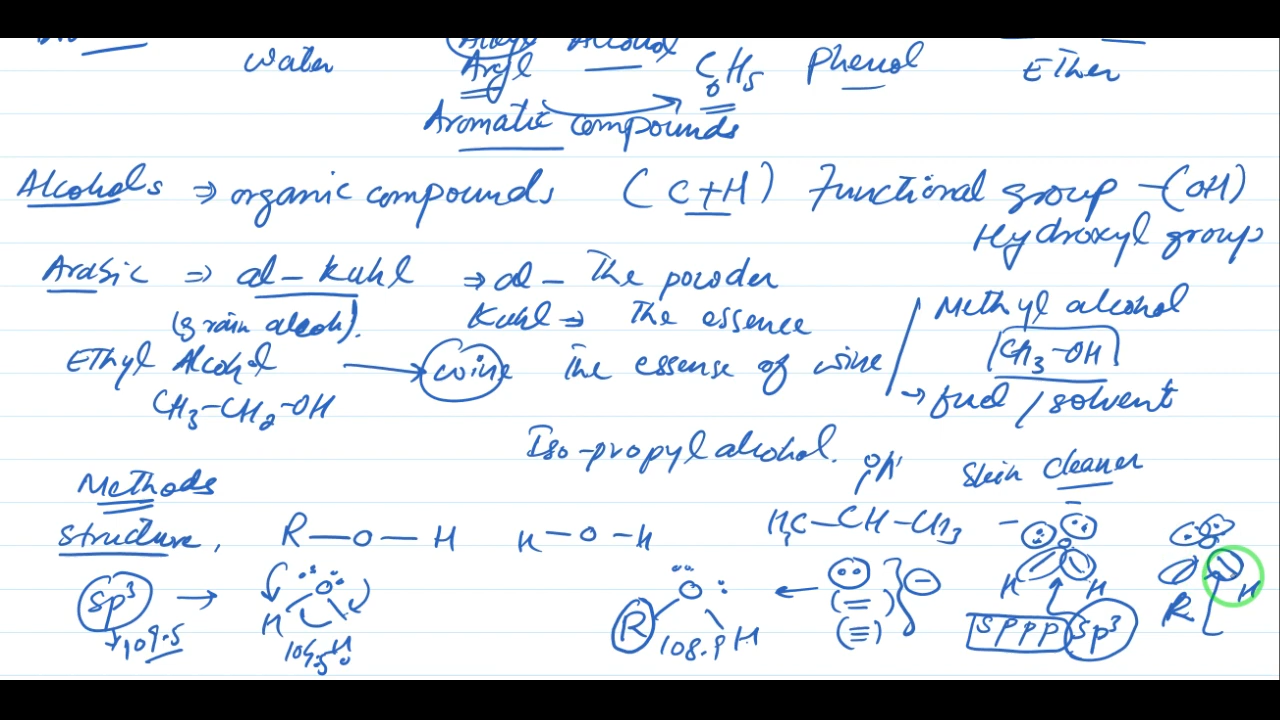 Alkyl Alcohol
water Aryl C6H5 Phenol Ether
Aromatic compounds
Alcohols ⇒ organic compounds (C+H) Functional group -(OH)
Hydroxyl group
Arabic ⇒ al-kuhl ⇒ al - The powder
(grain alcoh). Kuhl ⇒ The essence
Methyl alcohol
Ethyl Alcohol → wine The essense of wine
CH3-OH
CH3-CH2-OH
→ fuel / solvent
Iso-propyl alcohol. OH Skin cleaner
H3C-CH-CH3
Methods
structure, R-O-H H-O-H
sp3 → H O H R O H ← (=) (≡) - H O H R O H
109.5 104.5 108.9 SPPP sp3